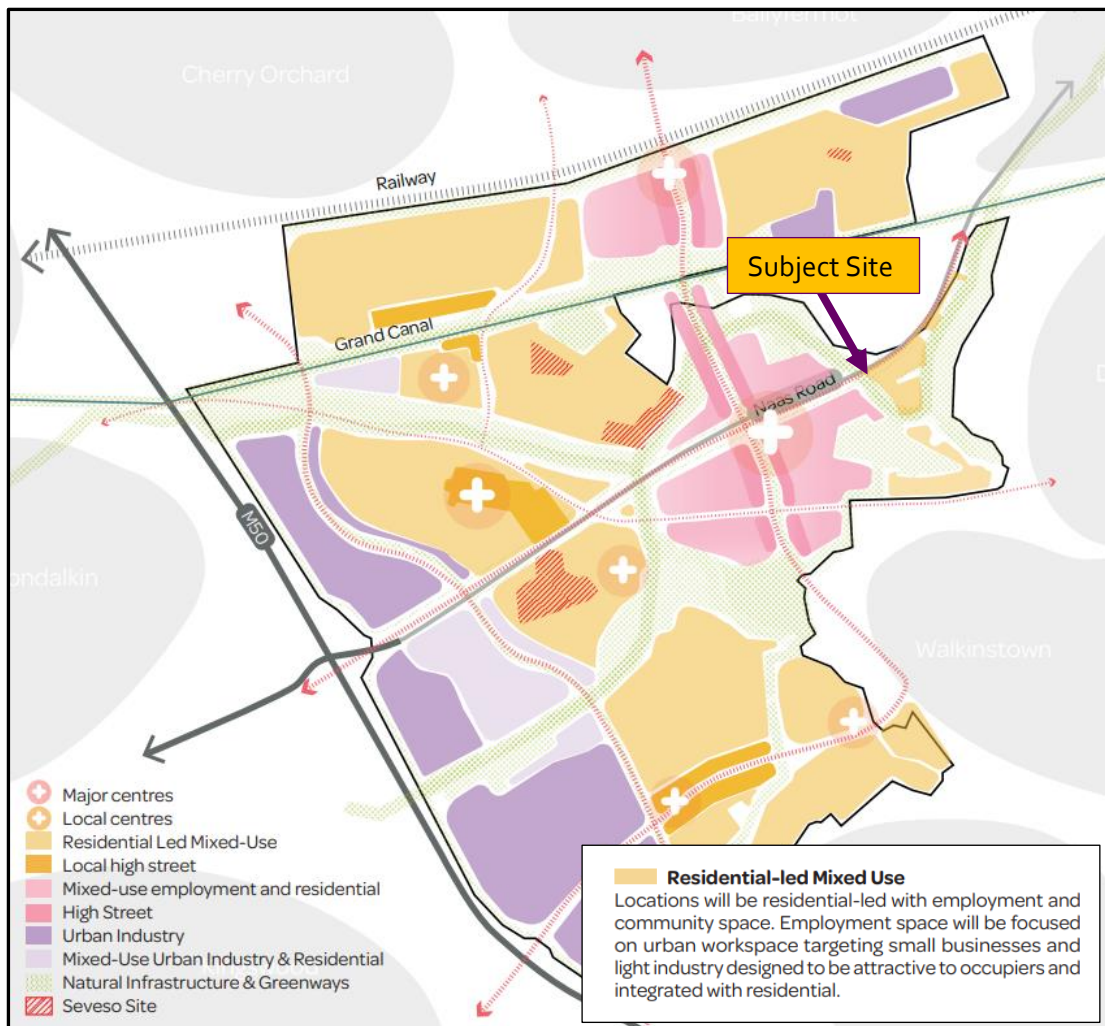 Ballyfermot
Cherry Orchard
Railway
Subject Site
Grand Canal
Naas Road
M50
ondalkin
Walkinstown
Major centres
Local centres
Residential Led Mixed-Use
Local high street
Mixed-use employment and residential
High Street
Urban Industry
Mixed-Use Urban Industry & Residential
Kingswood
Natural Infrastructure & Greenways
Seveso Site
Residential-led Mixed Use
Locations will be residential-led with employment and
community space. Employment space will be focused
on urban workspace targeting small businesses and
light industry designed to be attractive to occupiers and
integrated with residential.